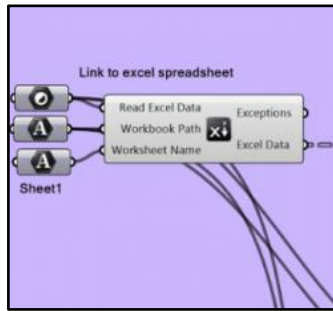 Link to excel spreadsheet
Read Excel Data
Exceptions
A
Workbook Path
X
Worksheet Name
Excel Data
A
Sheet1